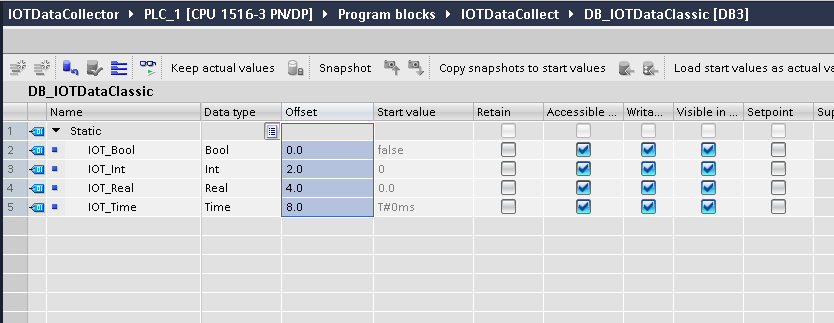 IOTDataCollector ▸ PLC_1 [CPU 1516-3 PN/DP] ▸ Program blocks ▸ IOTDataCollect ▸ DB_IOTDataClassic [DB3]
Keep actual values Snapshot Copy snapshots to start values Load start values as actual va
DB_IOTDataClassic
Name Data type Offset Start value Retain Accessible ... Writa... Visible in ... Setpoint Sup
1 Static
2 IOT_Bool Bool 0.0 false
3 IOT_Int Int 2.0 0
4 IOT_Real Real 4.0 0.0
5 IOT_Time Time 8.0 T#0ms